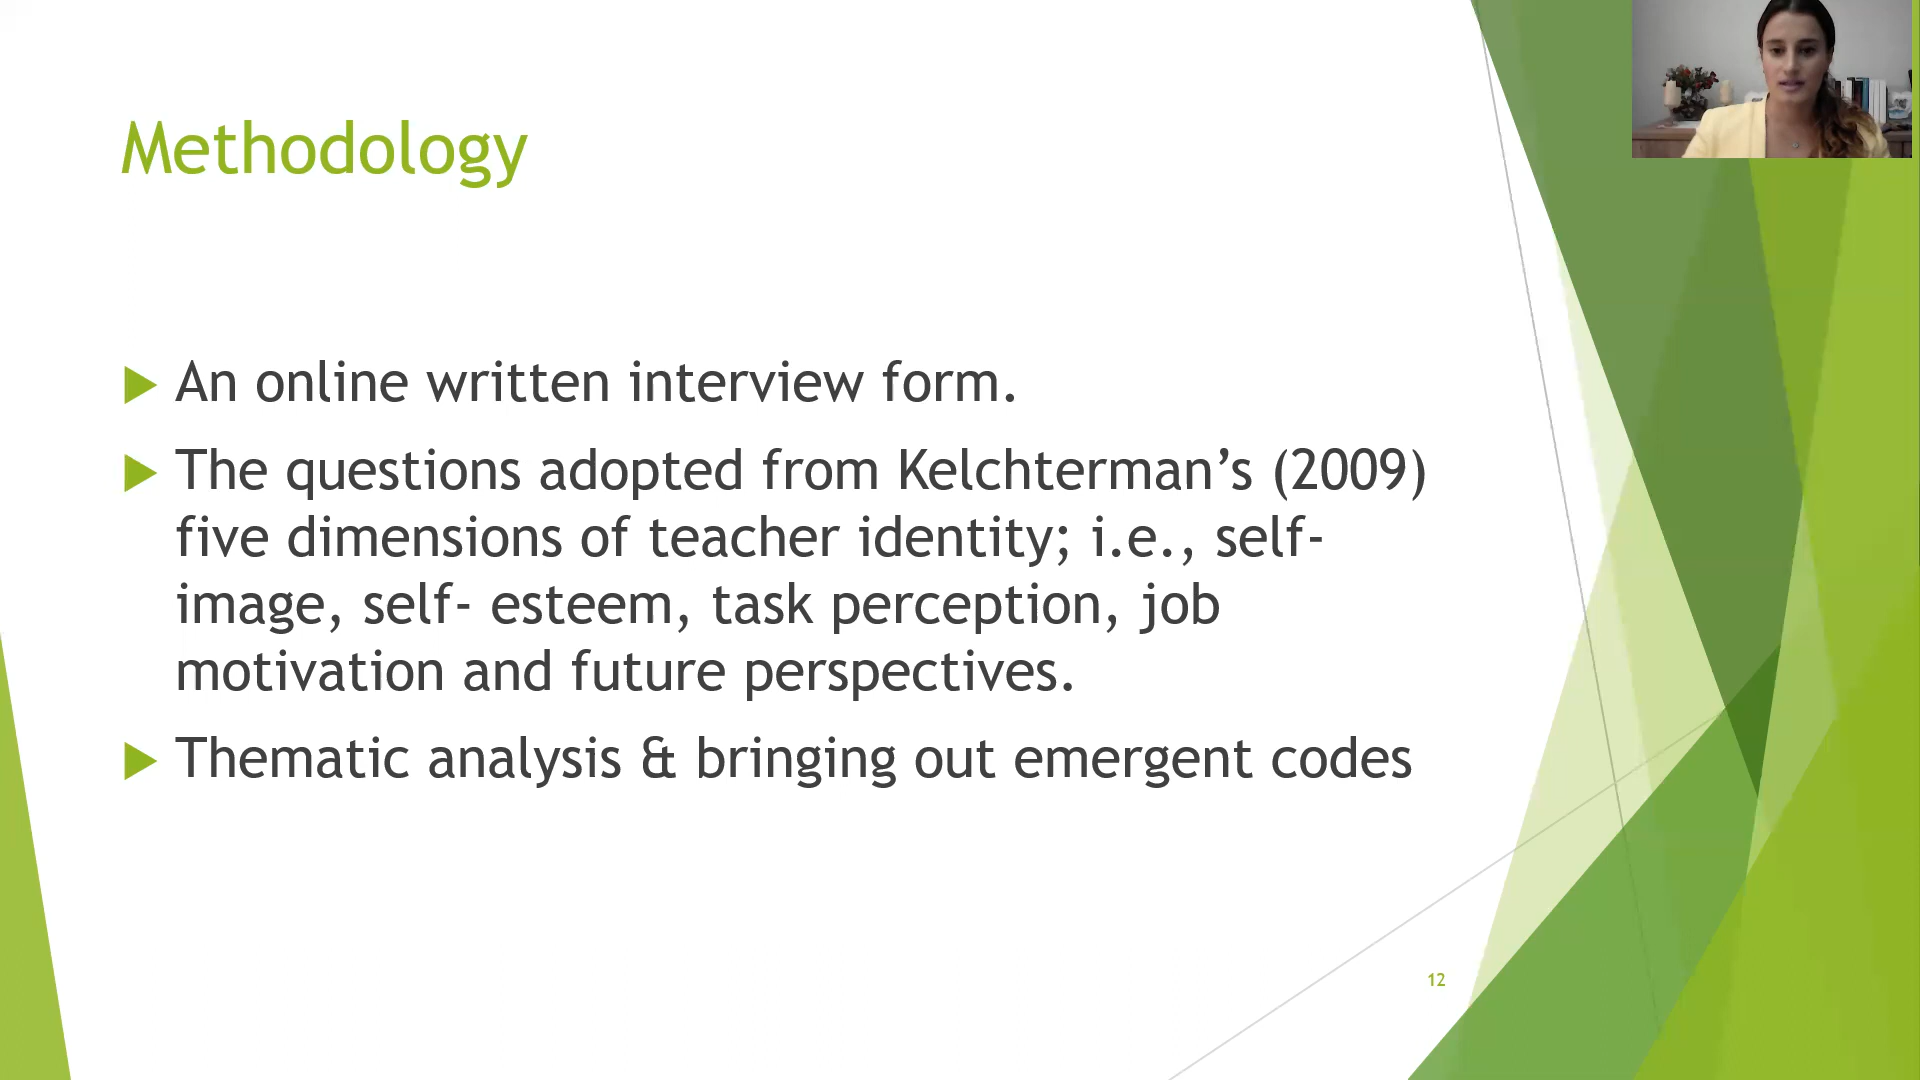 Methodology
An online written interview form.
The questions adopted from Kelchterman’s (2009)
five dimensions of teacher identity; i.e., self-
image, self- esteem, task perception, job
motivation and future perspectives.
Thematic analysis & bringing out emergent codes
12